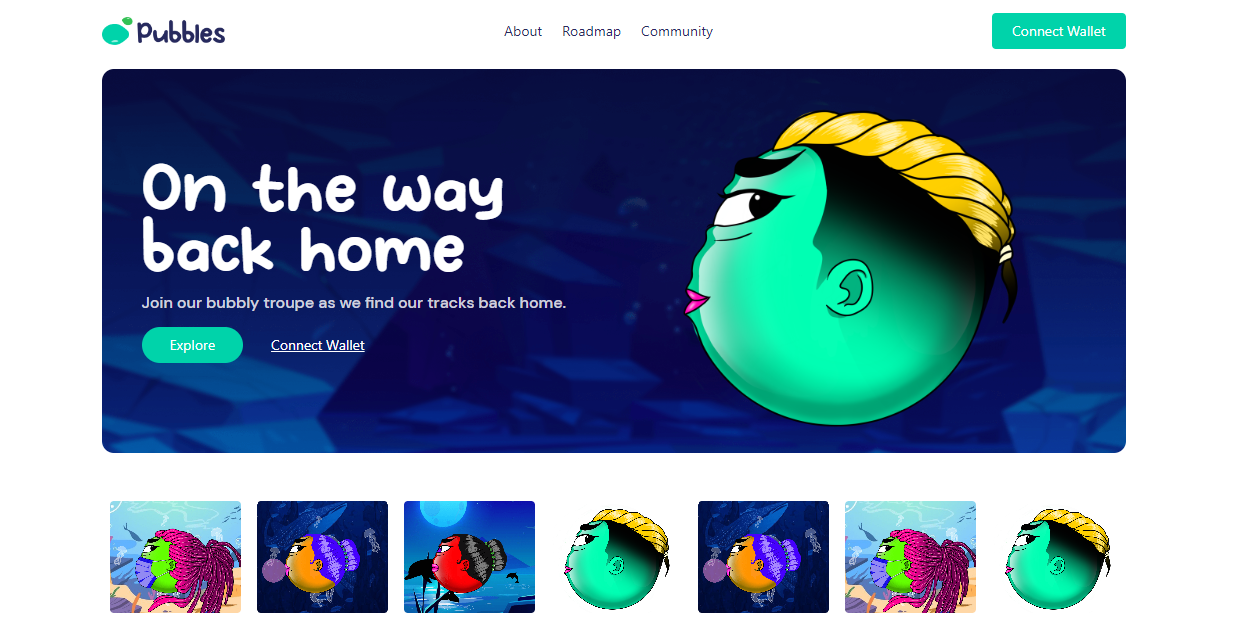 Pubbles
About
Roadmap
Community
Connect Wallet
On the way
back home
Join our bubbly troupe as we find our tracks back home.
Explore
Connect Wallet